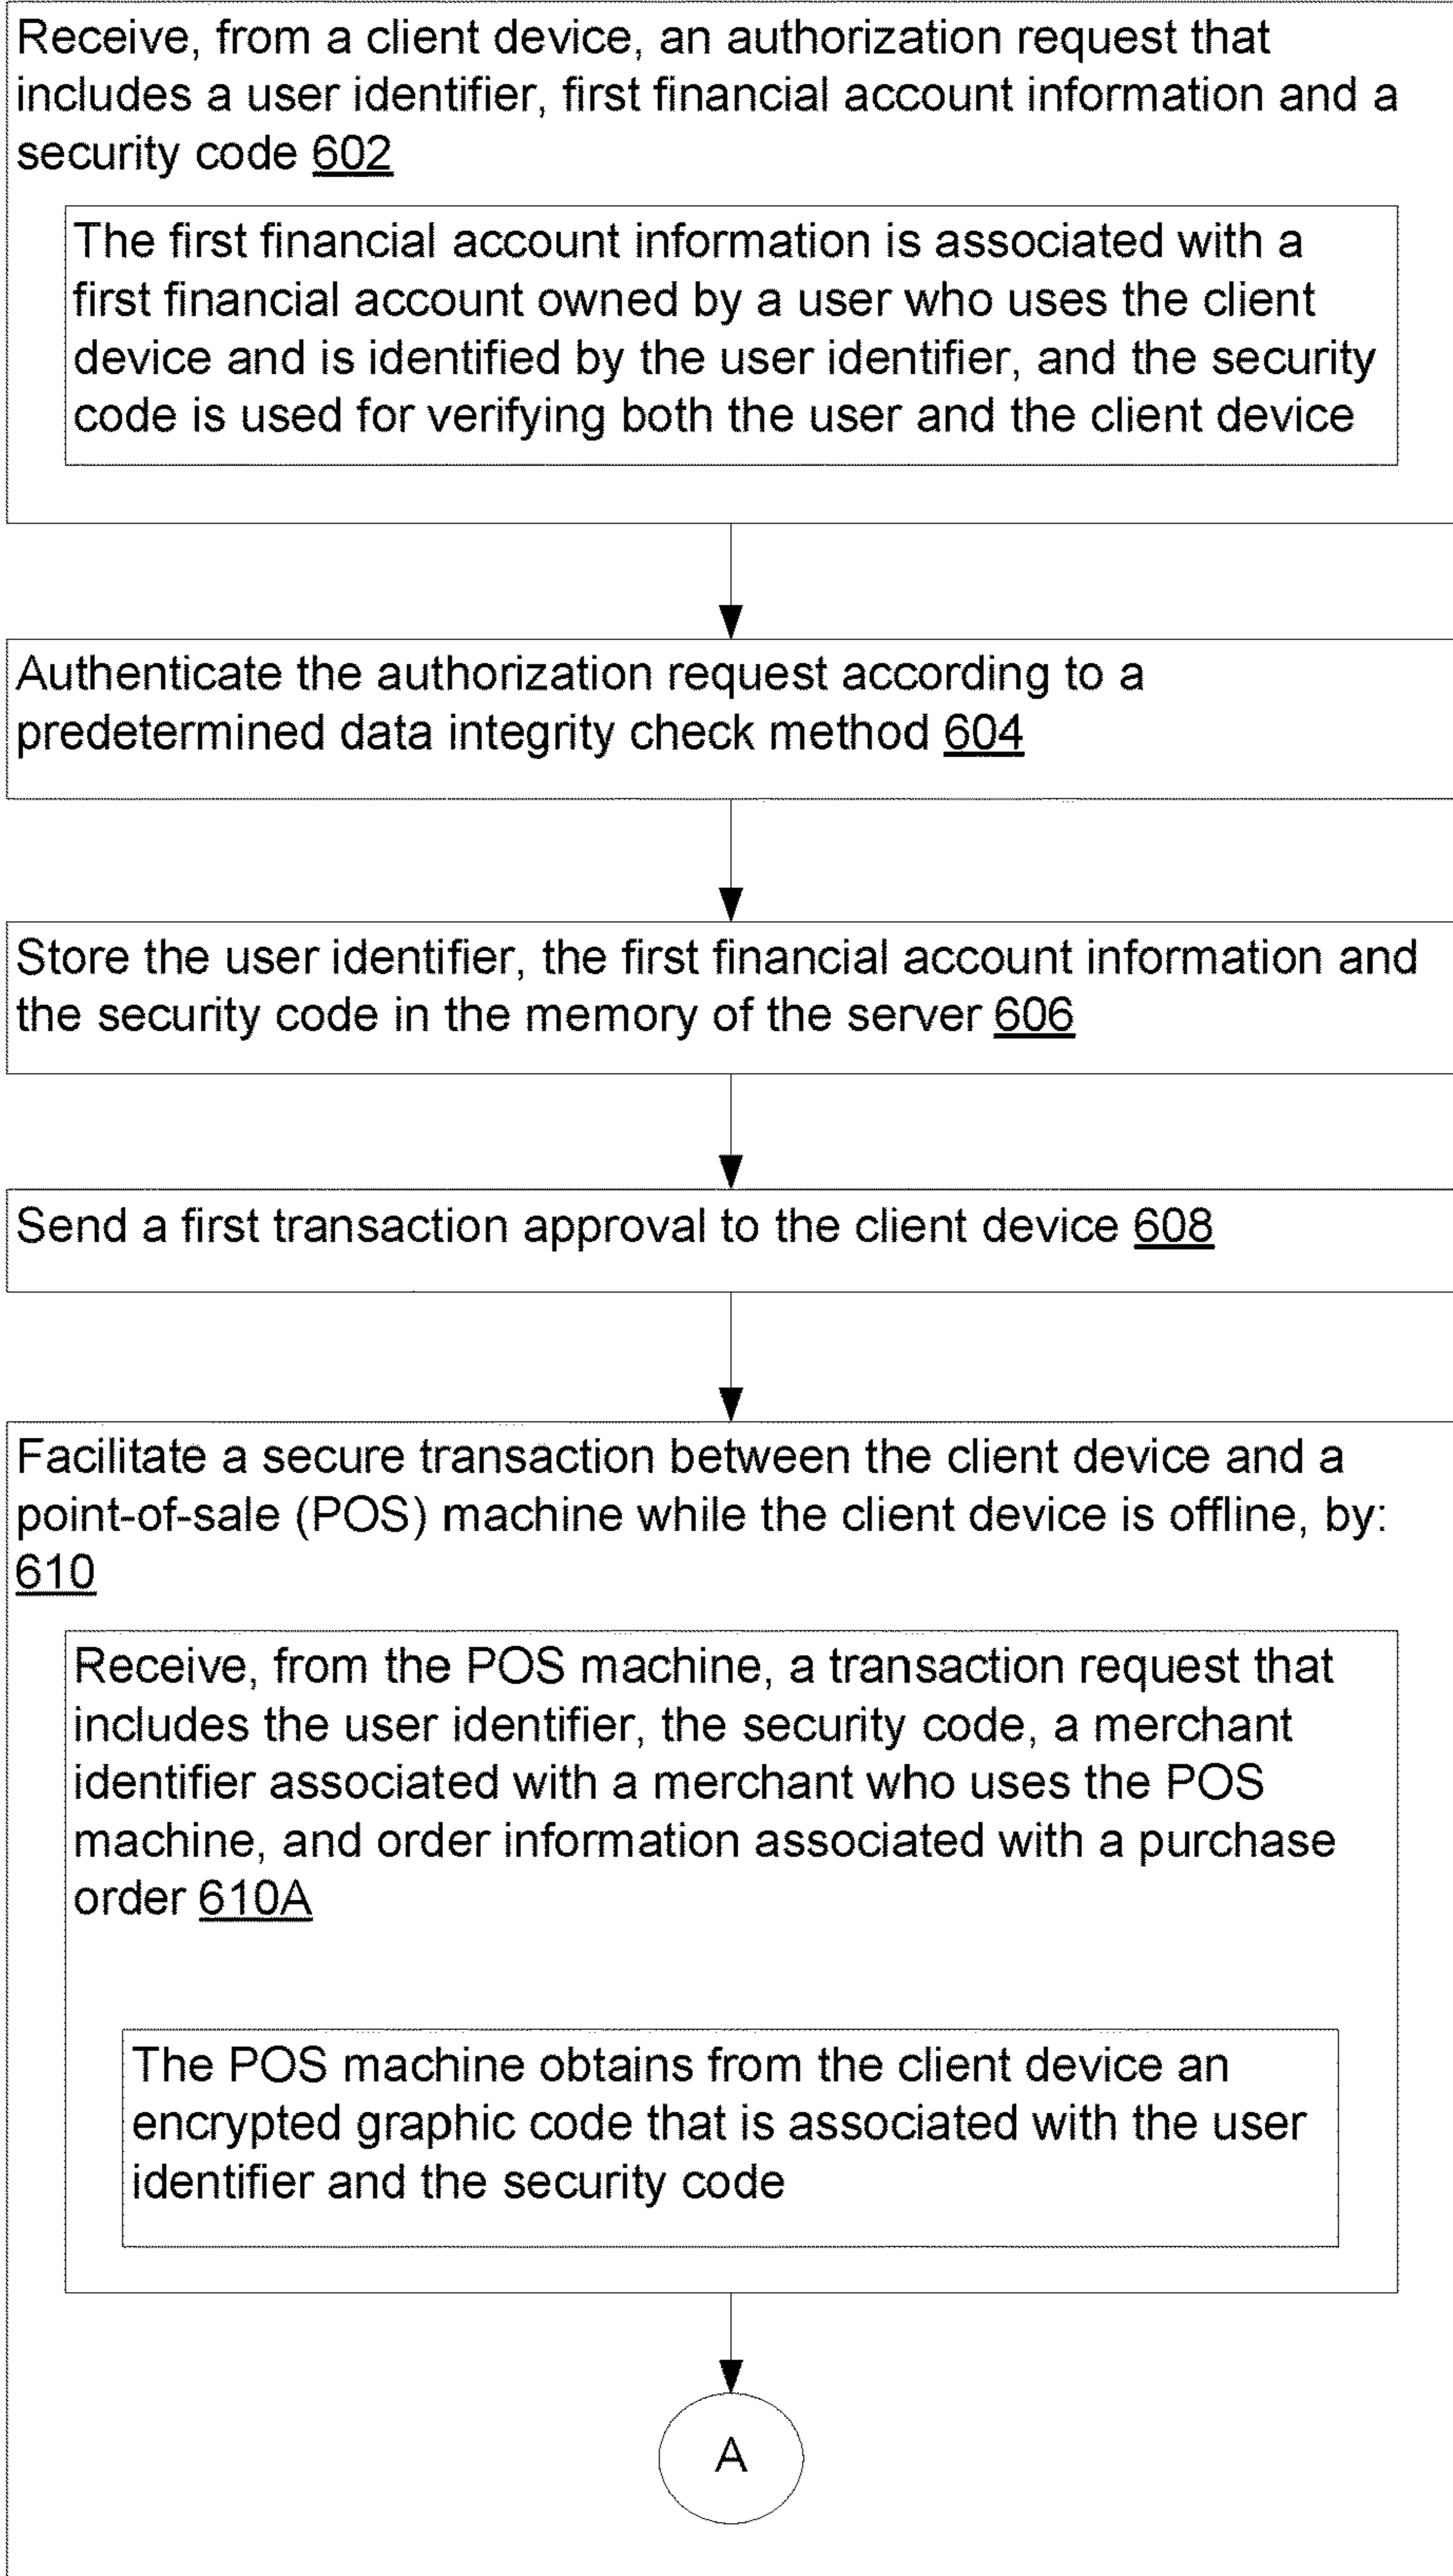 Receive, from a client device, an authorization request that
includes a user identifier, first financial account information and a
security code 602
The first financial account information is associated with a
first financial account owned by a user who uses the client
device and is identified by the user identifier, and the security
code is used for verifying both the user and the client device
Authenticate the authorization request according to a
predetermined data integrity check method 604
Store the user identifier, the first financial account information and
the security code in the memory of the server 606
Send a first transaction approval to the client device 608
Facilitate a secure transaction between the client device and a
point-of-sale (POS) machine while the client device is offline, by:
610
Receive, from the POS machine, a transaction request that
includes the user identifier, the security code, a merchant
identifier associated with a merchant who uses the POS
machine, and order information associated with a purchase
order 610A
The POS machine obtains from the client device an
encrypted graphic code that is associated with the user
identifier and the security code
A